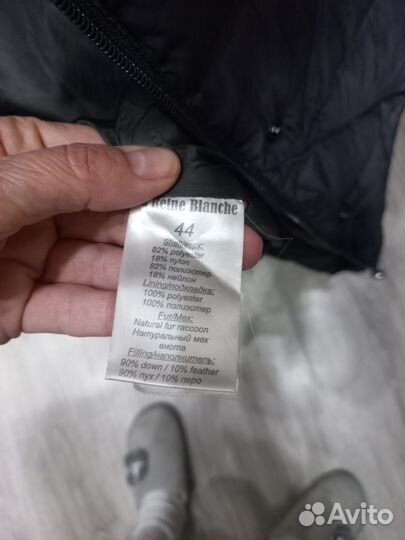 Reine Blanche
44
Shell/верх:
82% polyester
18% nylon
82% полиэстер
18% нейлон
Lining/подкладка:
100% polyester
100% полиэстер
Fur/Мех:
Natural fur raccoon
Натуральный мех
енота
Filling/наполнитель:
90% down / 10% feather
90% пух / 10% перо
Avito